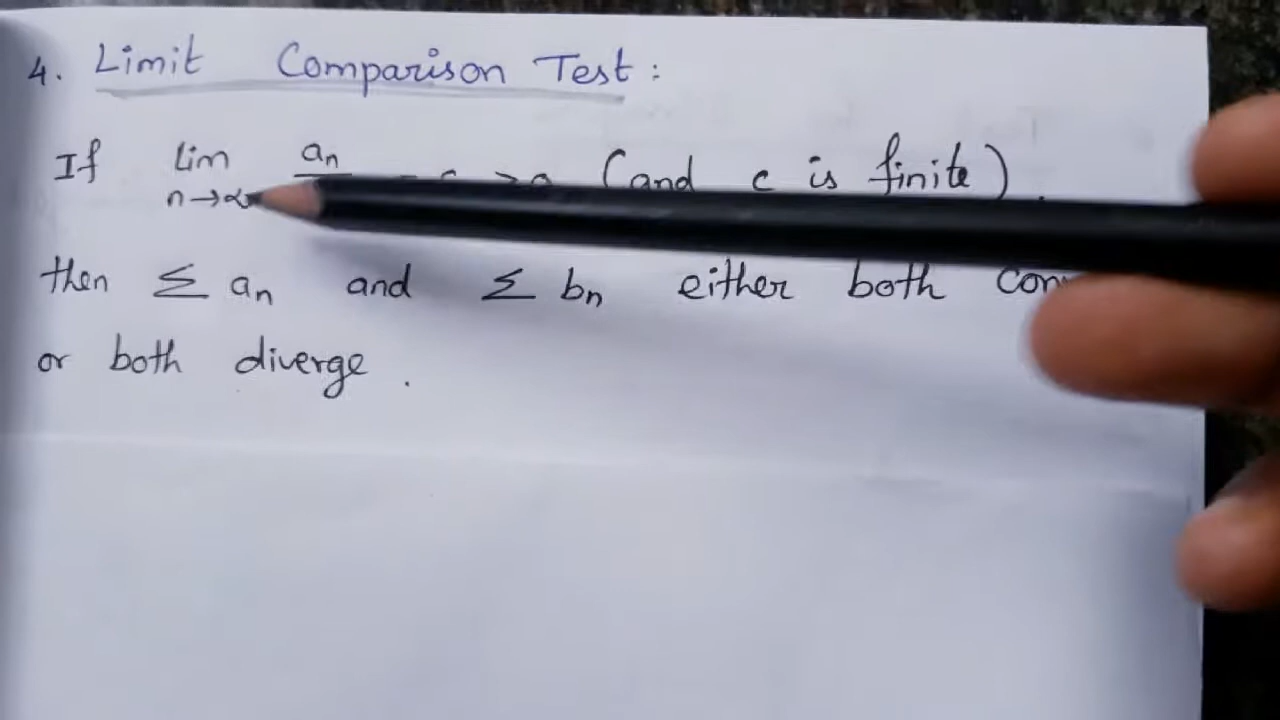 4. Limit Comparison Test :
If lim n→∞ an (and c is finite)
then Σ an and Σ bn either both
or both diverge .